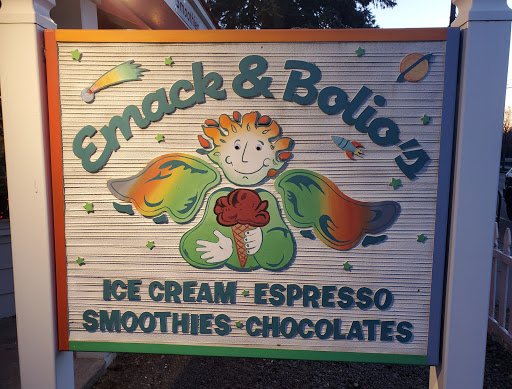 Emack & Bolio's
ICE CREAM • ESPRESSO
SMOOTHIES • CHOCOLATES